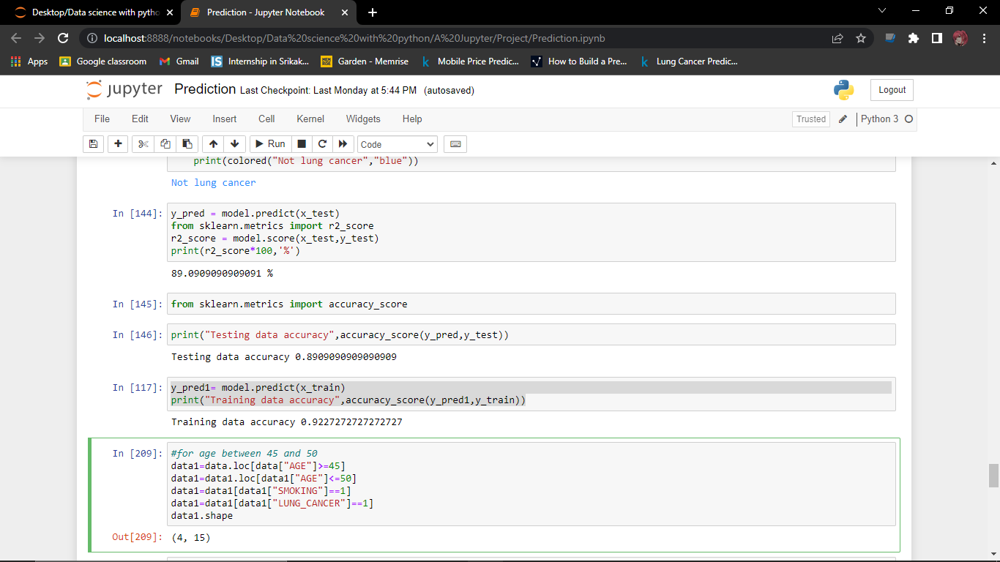 Desktop/Data science with pytho
Prediction - Jupyter Notebook
localhost:8888/notebooks/Desktop/Data%20science%20with%20python/A%20Jupyter/Project/Prediction.ipynb
Apps
Google classroom
Gmail
IS
Internship in Srikak...
MEM
RISE
Garden - Memrise
k
Mobile Price Predic...
How to Build a Pre...
k
Lung Cancer Predic...
jupyter Prediction Last Checkpoint: Last Monday at 5:44 PM (autosaved)
Logout
File Edit View Insert Cell Kernel Widgets Help
Trusted
Python 3
Run
Code
print(colored("Not lung cancer","blue"))
Not lung cancer
In [144]: y_pred = model.predict(x_test)
from sklearn.metrics import r2_score
r2_score = model.score(x_test,y_test)
print(r2_score*100,'%')
89.0909090909091 %
In [145]: from sklearn.metrics import accuracy_score
In [146]: print("Testing data accuracy",accuracy_score(y_pred,y_test))
Testing data accuracy 0.8909090909090909
In [117]: y_pred1= model.predict(x_train)
print("Training data accuracy",accuracy_score(y_pred1,y_train))
Training data accuracy 0.9227272727272727
In [209]: #for age between 45 and 50
data1=data.loc[data["AGE"]>=45]
data1=data1.loc[data1["AGE"]<=50]
data1=data1[data1["SMOKING"]==1]
data1=data1[data1["LUNG_CANCER"]==1]
data1.shape
Out[209]: (4, 15)